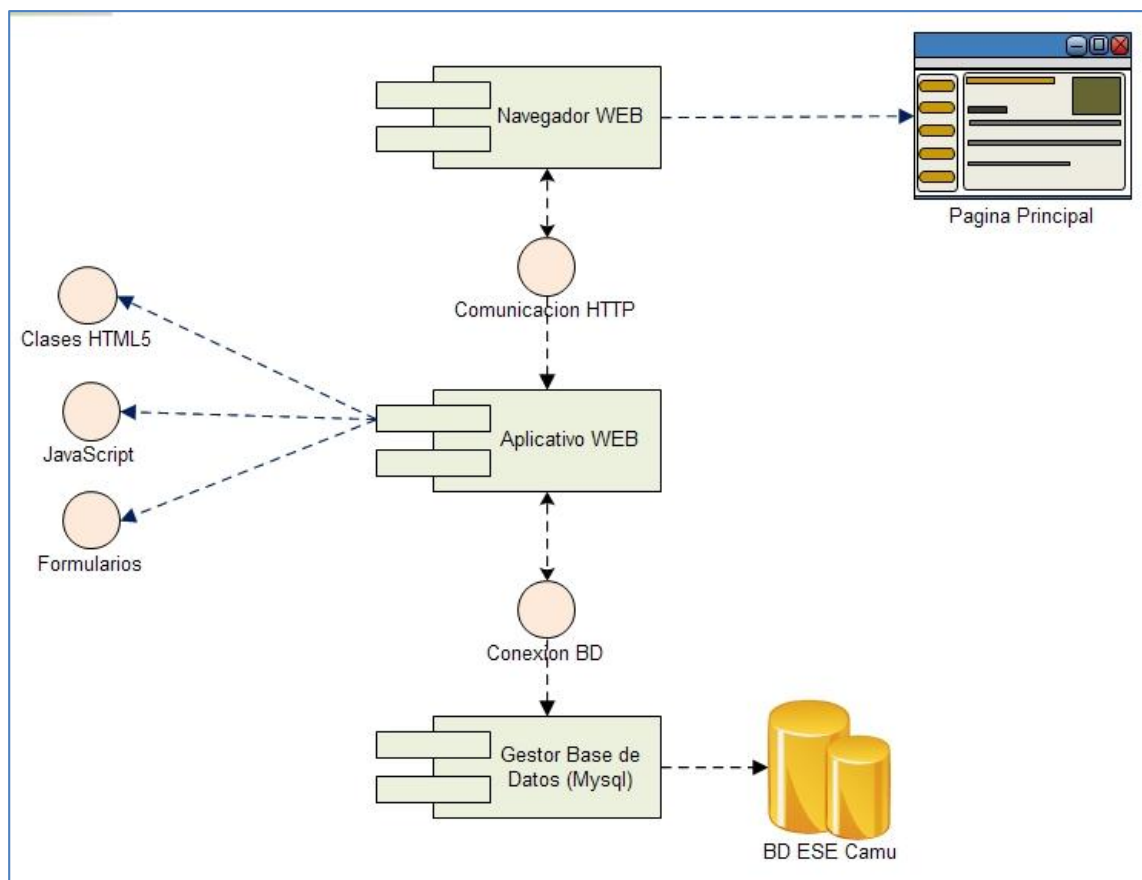 Navegador WEB
Pagina Principal
Comunicacion HTTP
Clases HTML5
JavaScript
Formularios
Aplicativo WEB
Conexion BD
Gestor Base de
Datos (Mysql)
BD ESE Camu